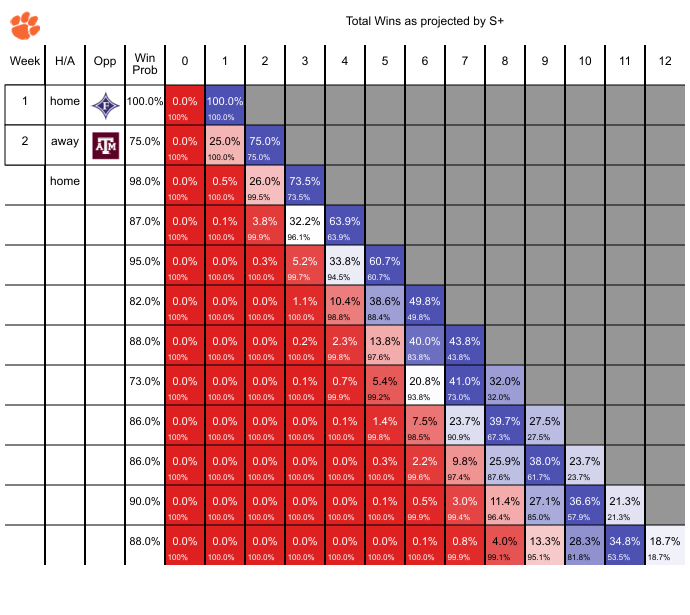 Total Wins as projected by S+
Week H/A Opp Win Prob 0 1 2 3 4 5 6 7 8 9 10 11 12
1 home F 100.0% 0.0% 100.0%
100% 100.0%
2 away ATM 75.0% 0.0% 25.0% 75.0%
100% 100.0% 75.0%
home 98.0% 0.0% 0.5% 26.0% 73.5%
100% 100.0% 99.5% 73.5%
87.0% 0.0% 0.1% 3.8% 32.2% 63.9%
100% 100.0% 99.9% 96.1% 63.9%
95.0% 0.0% 0.0% 0.3% 5.2% 33.8% 60.7%
100% 100.0% 100.0% 99.7% 94.5% 60.7%
82.0% 0.0% 0.0% 0.0% 1.1% 10.4% 38.6% 49.8%
100% 100.0% 100.0% 100.0% 98.8% 88.4% 49.8%
88.0% 0.0% 0.0% 0.0% 0.2% 2.3% 13.8% 40.0% 43.8%
100% 100.0% 100.0% 100.0% 99.8% 97.6% 83.8% 43.8%
73.0% 0.0% 0.0% 0.0% 0.1% 0.7% 5.4% 20.8% 41.0% 32.0%
100% 100.0% 100.0% 100.0% 99.9% 99.2% 93.8% 73.0% 32.0%
86.0% 0.0% 0.0% 0.0% 0.0% 0.1% 1.4% 7.5% 23.7% 39.7% 27.5%
100% 100.0% 100.0% 100.0% 100.0% 99.8% 98.5% 90.9% 67.3% 27.5%
86.0% 0.0% 0.0% 0.0% 0.0% 0.0% 0.3% 2.2% 9.8% 25.9% 38.0% 23.7%
100% 100.0% 100.0% 100.0% 100.0% 100.0% 99.6% 97.4% 87.6% 61.7% 23.7%
90.0% 0.0% 0.0% 0.0% 0.0% 0.0% 0.1% 0.5% 3.0% 11.4% 27.1% 36.6% 21.3%
100% 100.0% 100.0% 100.0% 100.0% 100.0% 99.9% 99.4% 96.4% 85.0% 57.9% 21.3%
88.0% 0.0% 0.0% 0.0% 0.0% 0.0% 0.0% 0.1% 0.8% 4.0% 13.3% 28.3% 34.8% 18.7%
100% 100.0% 100.0% 100.0% 100.0% 100.0% 100.0% 99.9% 99.1% 95.1% 81.8% 53.5% 18.7%